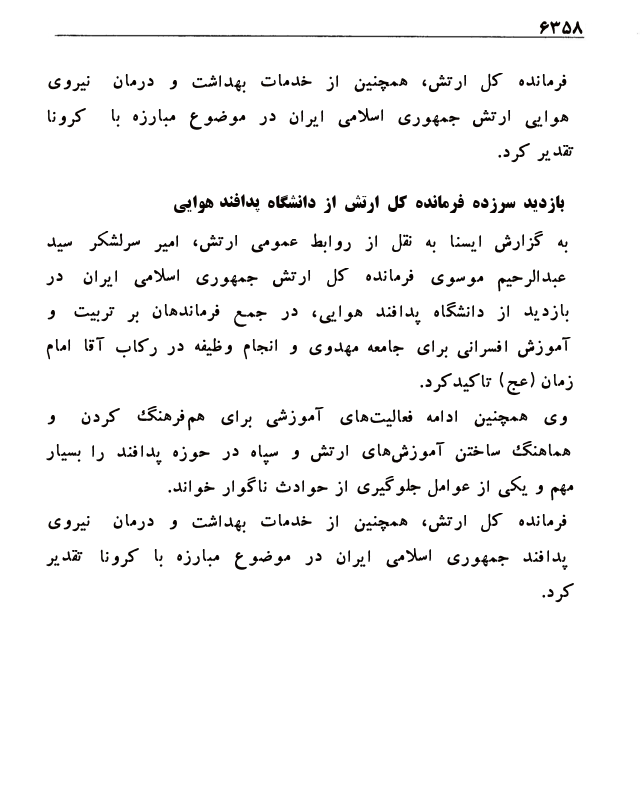 ۶۳۵۸
فرمانده کل ارتش، همچنین از خدمات بهداشت و درمان نیروی
هوایی ارتش جمهوری اسلامی ایران در موضوع مبارزه با کرونا
تقدیر کرد.
بازدید سرزده فرمانده کل ارتش از دانشگاه پدافند هوایی
به گزارش ایسنا به نقل از روابط عمومی ارتش، امیر سرلشکر سید
عبدالرحیم موسوی فرمانده کل ارتش جمهوری اسلامی ایران در
بازدید از دانشگاه پدافند هوایی، در جمع فرماندهان بر تربیت و
آموزش افسرانی برای جامعه مهدوی و انجام وظیفه در رکاب آقا امام
زمان (عج) تاکیدکرد.
وی همچنین ادامه فعالیت‌های آموزشی برای هم‌فرهنگ کردن و
هماهنگ ساختن آموزش‌های ارتش و سپاه در حوزه پدافند را بسیار
مهم و یکی از عوامل جلوگیری از حوادث ناگوار خواند.
فرمانده کل ارتش، همچنین از خدمات بهداشت و درمان نیروی
پدافند جمهوری اسلامی ایران در موضوع مبارزه با کرونا تقدیر
کرد.